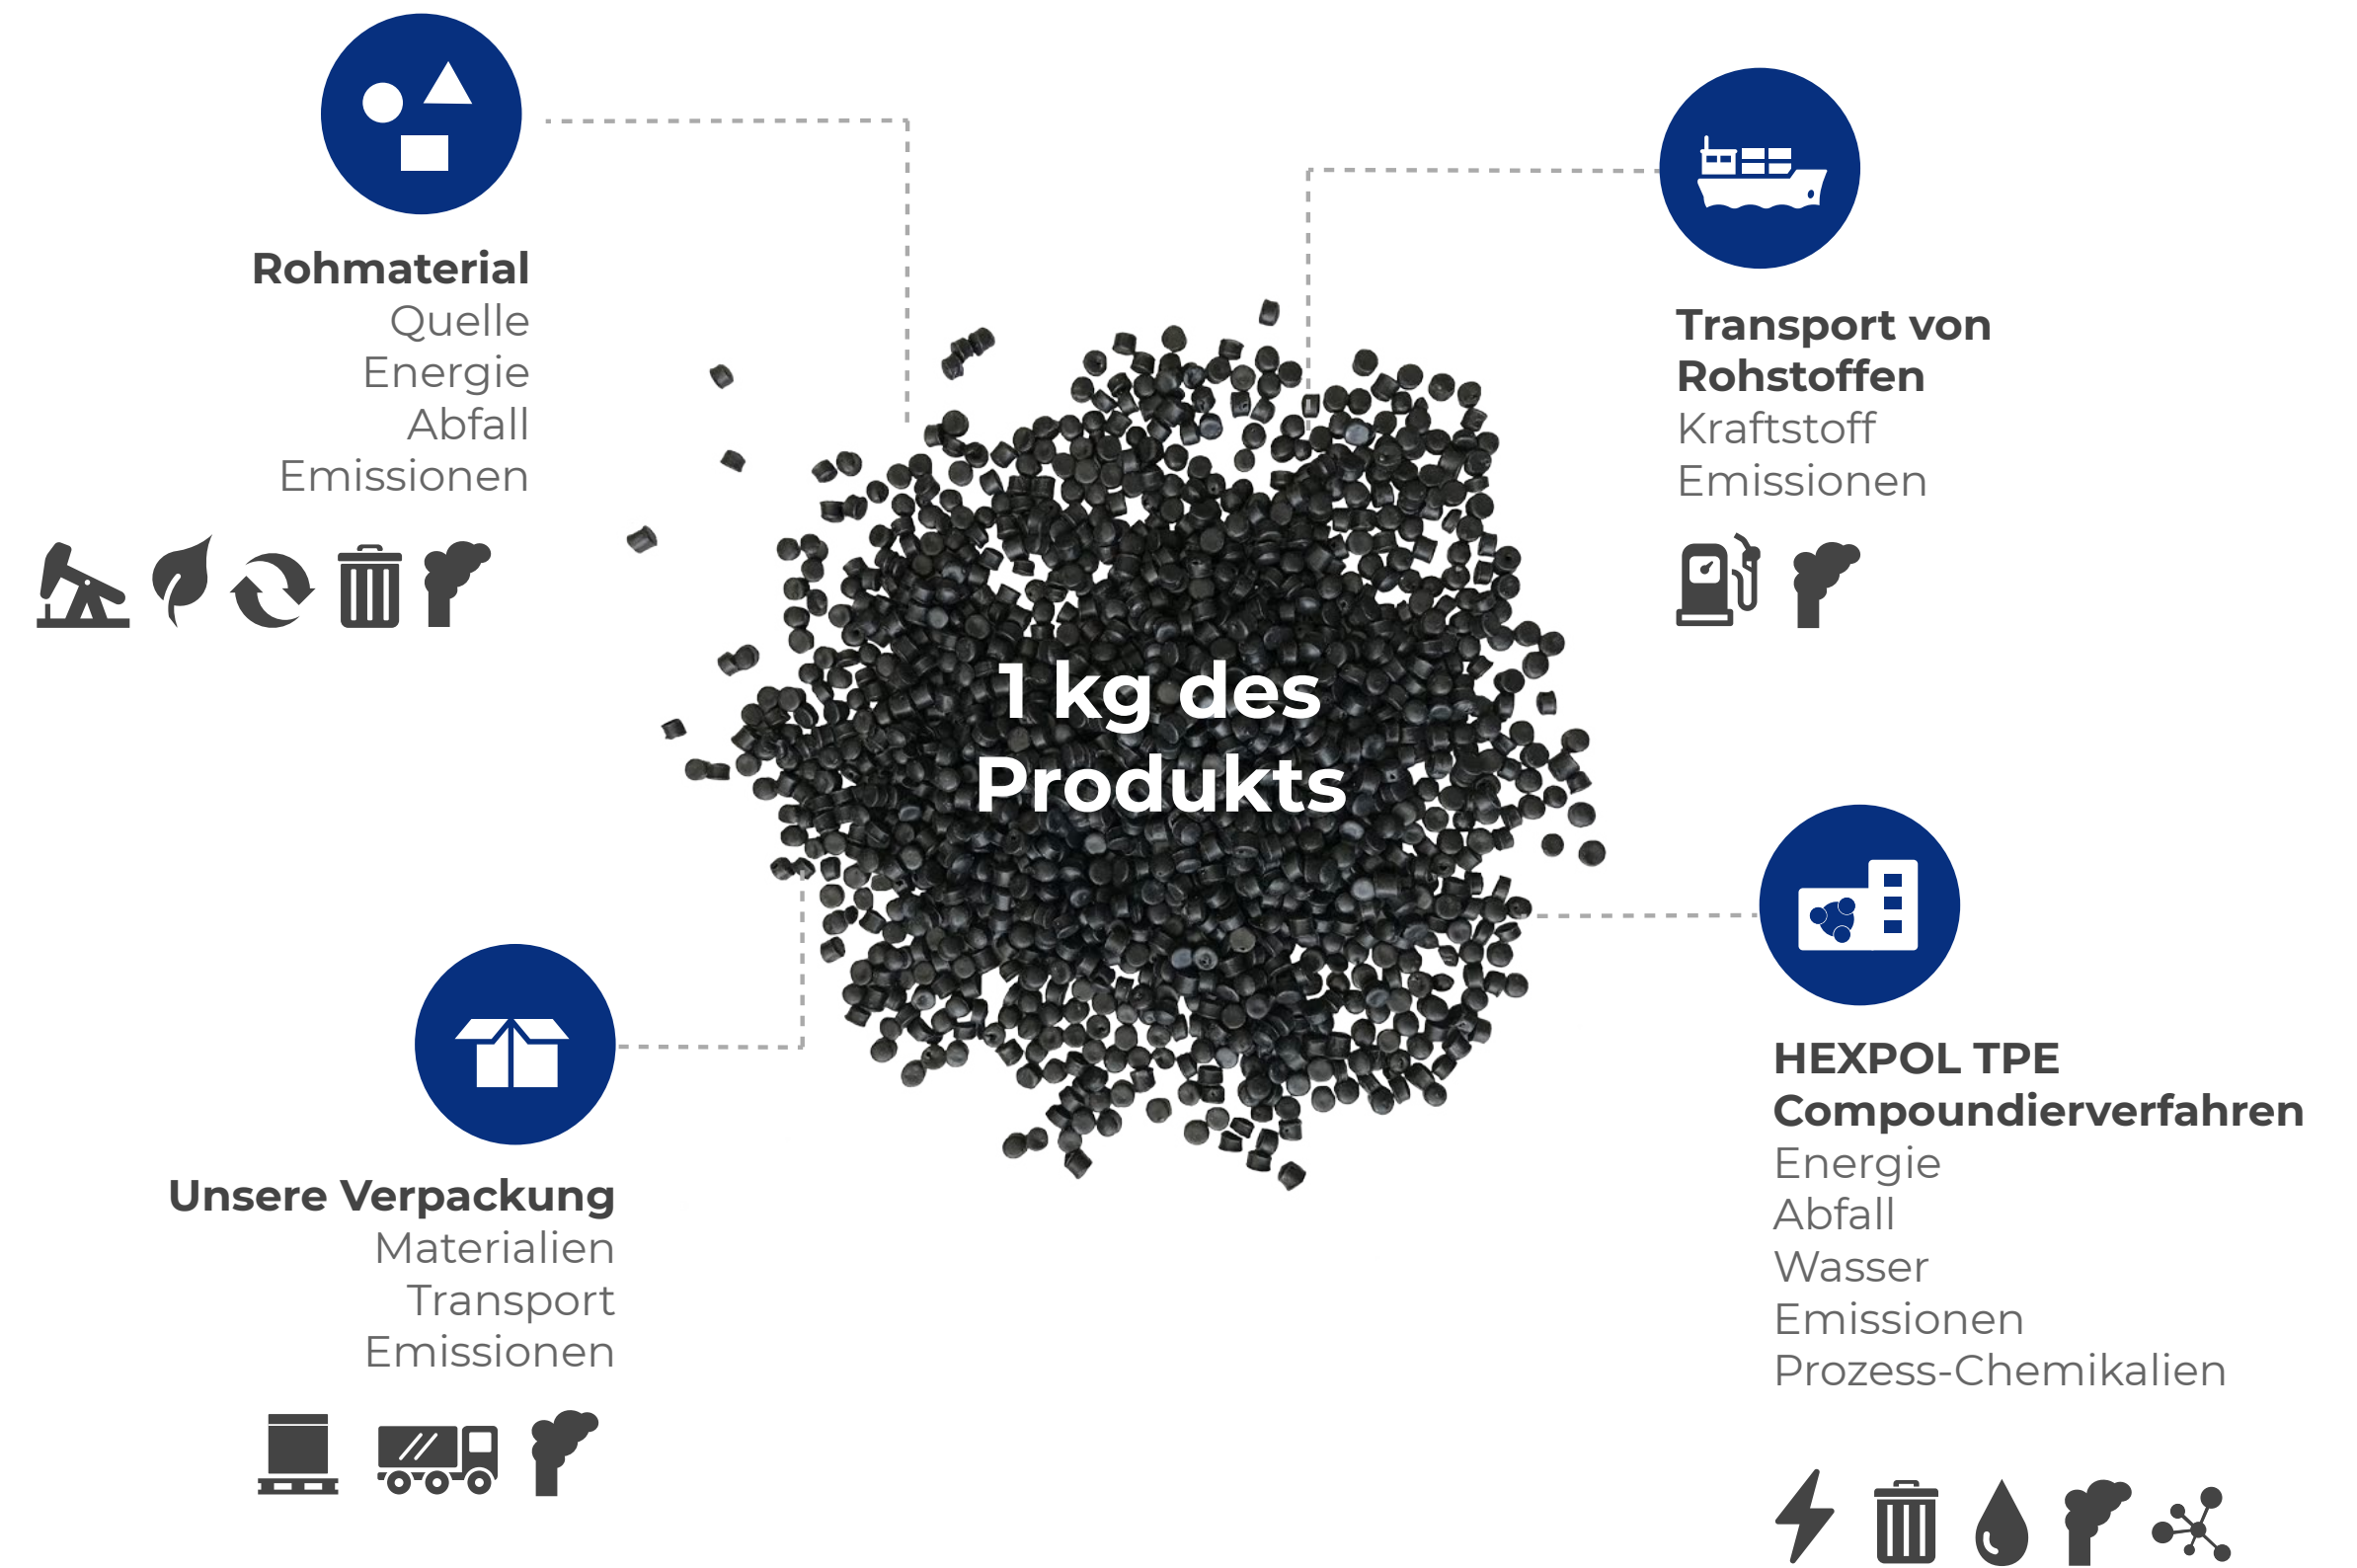 Rohmaterial
Quelle
Energie
Abfall
Emissionen
Transport von
Rohstoffen
Kraftstoff
Emissionen
1 kg des
Produkts
Unsere Verpackung
Materialien
Transport
Emissionen
HEXPOL TPE
Compoundierverfahren
Energie
Abfall
Wasser
Emissionen
Prozess-Chemikalien